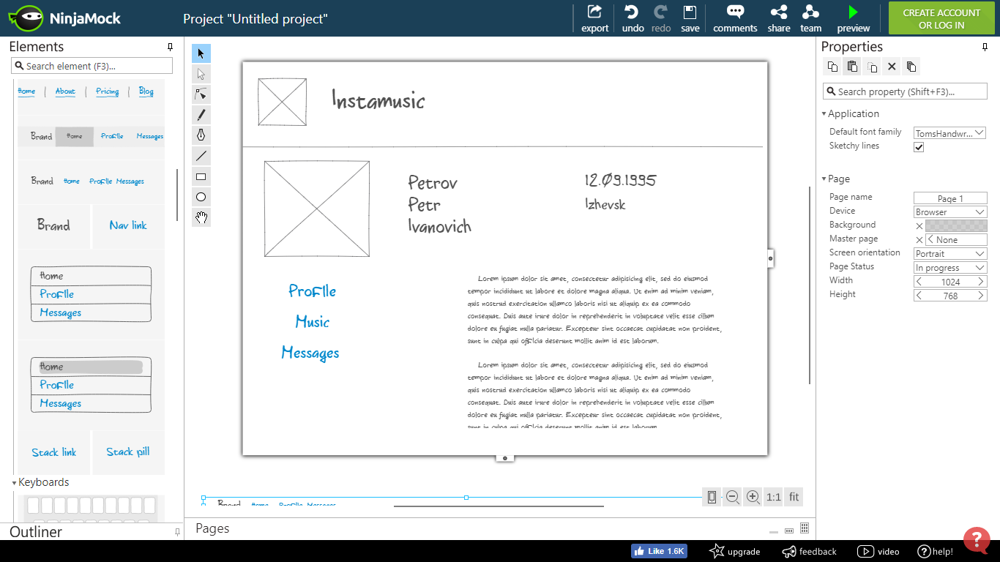 NinjaMock
Project "Untitled project"
export
undo
redo
save
comments
share
team
preview
CREATE ACCOUNT
OR LOG IN
Elements
Search element (F3)...
Home | About | Pricing | Blog
Brand Home Profile Messages
Brand Home Profile Messages
Brand
Nav link
Home
Profile
Messages
Home
Profile
Messages
Stack link
Stack pill
Keyboards
Outliner
Instamusic
Petrov
Petr
Ivanovich
12.09.1995
Izhevsk
Profile
Music
Messages
Lorem ipsum dolor sit amet, consectetur adipisicing elit, sed do eiusmod
tempor incididunt ut labore et dolore magna aliqua. Ut enim ad minim veniam,
quis nostrud exercitation ullamco laboris nisi ut aliquip ex ea commodo
consequat. Duis aute irure dolor in reprehenderit in voluptate velit esse cillum
dolore eu fugiat nulla pariatur. Excepteur sint occaecat cupidatat non proident,
sunt in culpa qui officia deserunt mollit anim id est laborum.
Lorem ipsum dolor sit amet, consectetur adipisicing elit, sed do eiusmod
tempor incididunt ut labore et dolore magna aliqua. Ut enim ad minim veniam,
quis nostrud exercitation ullamco laboris nisi ut aliquip ex ea commodo
consequat. Duis aute irure dolor in reprehenderit in voluptate velit esse cillum
dolore eu fugiat nulla pariatur. Excepteur sint occaecat cupidatat non proident,
sunt in culpa qui officia deserunt mollit anim id est laborum.
Brand Home Profile Messages
1:1
fit
Pages
Properties
Search property (Shift+F3)...
Application
Default font family TomsHandwr...
Sketchy lines
Page
Page name Page 1
Device Browser
Background
Master page None
Screen orientation Portrait
Page Status In progress
Width 1024
Height 768
Like 1.6K
upgrade
feedback
video
help!
?